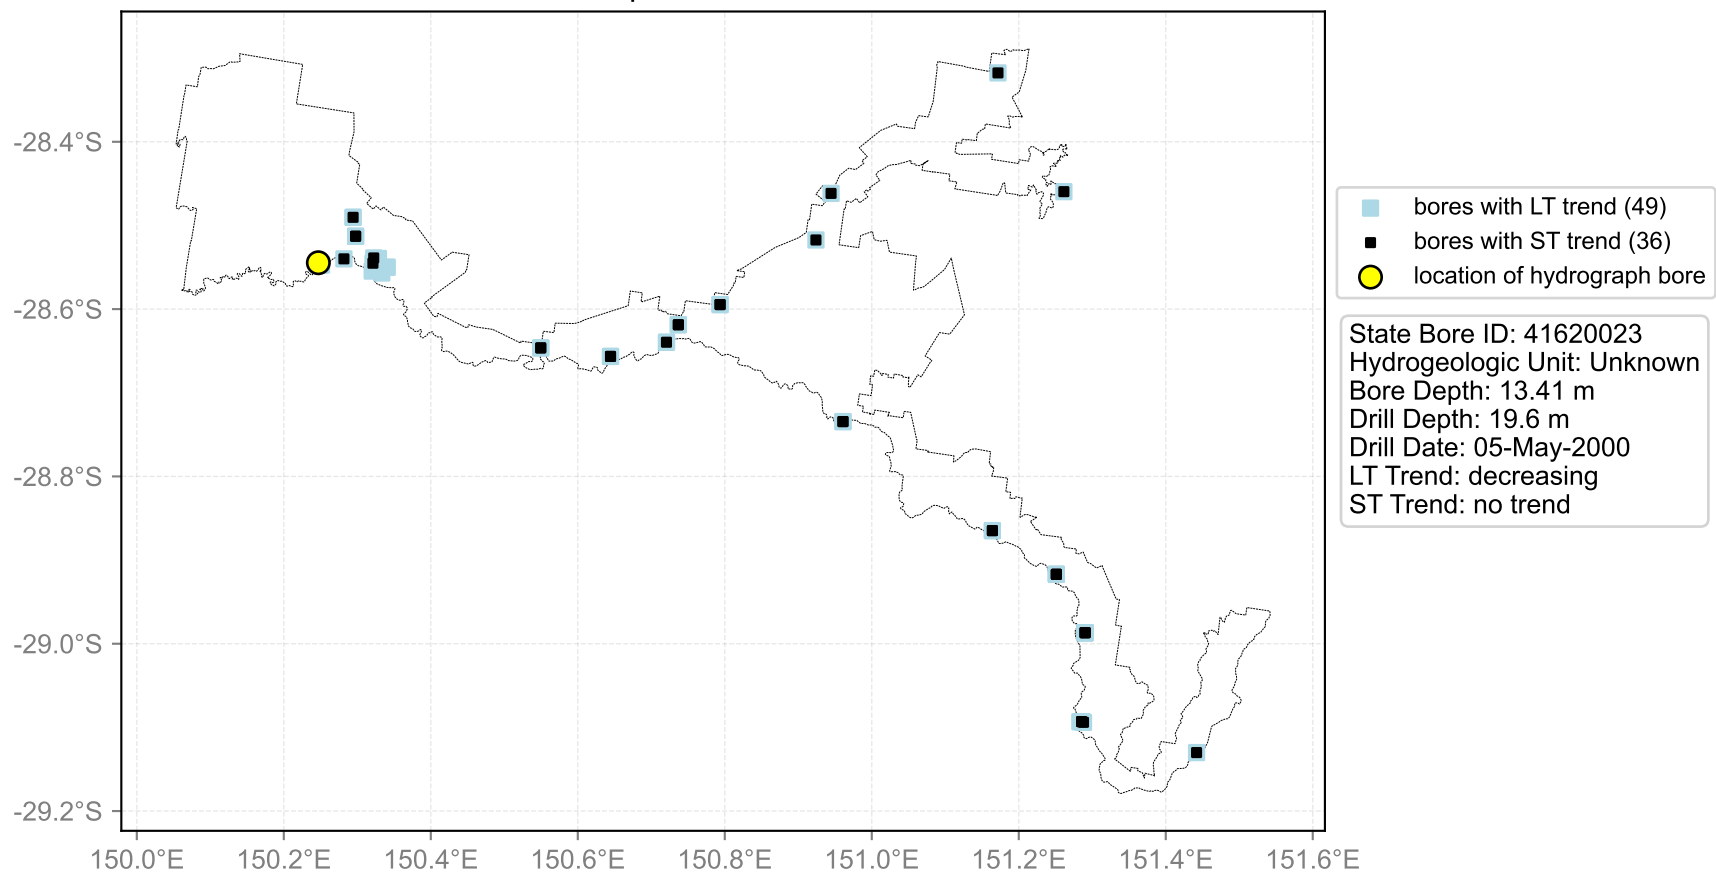 -28.4°S
-28.6°S
-28.8°S
-29.0°S
-29.2°S
150.0°E 150.2°E 150.4°E 150.6°E 150.8°E 151.0°E 151.2°E 151.4°E 151.6°E
bores with LT trend (49)
bores with ST trend (36)
location of hydrograph bore
State Bore ID: 41620023
Hydrogeologic Unit: Unknown
Bore Depth: 13.41 m
Drill Depth: 19.6 m
Drill Date: 05-May-2000
LT Trend: decreasing
ST Trend: no trend